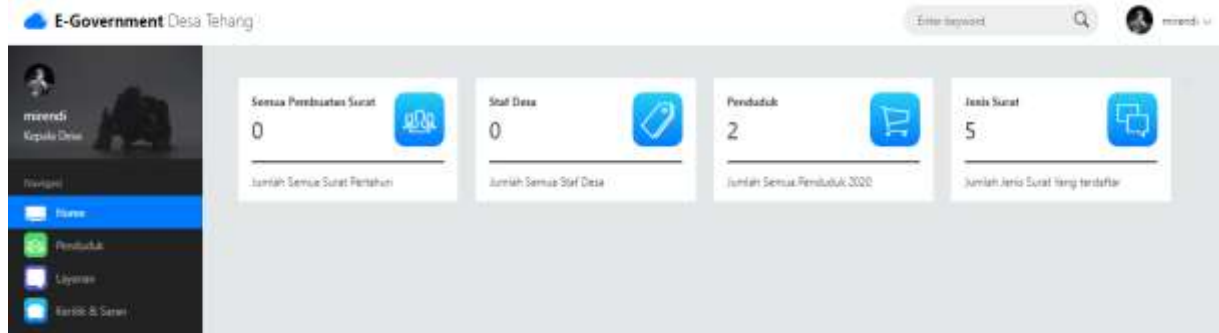 E-Government Desa Tehang
Enter keyword
mirendi
mirendi
Kepala Desa
Navigasi
Home
Penduduk
Layanan
Keritik & Saran
Semua Pembuatan Surat
0
Jumlah Semua Surat Pertahun
Staf Desa
0
Jumlah Semua Staf Desa
Penduduk
2
Jumlah Semua Penduduk 2020
Jenis Surat
5
Jumlah Jenis Surat Yang terdaftar